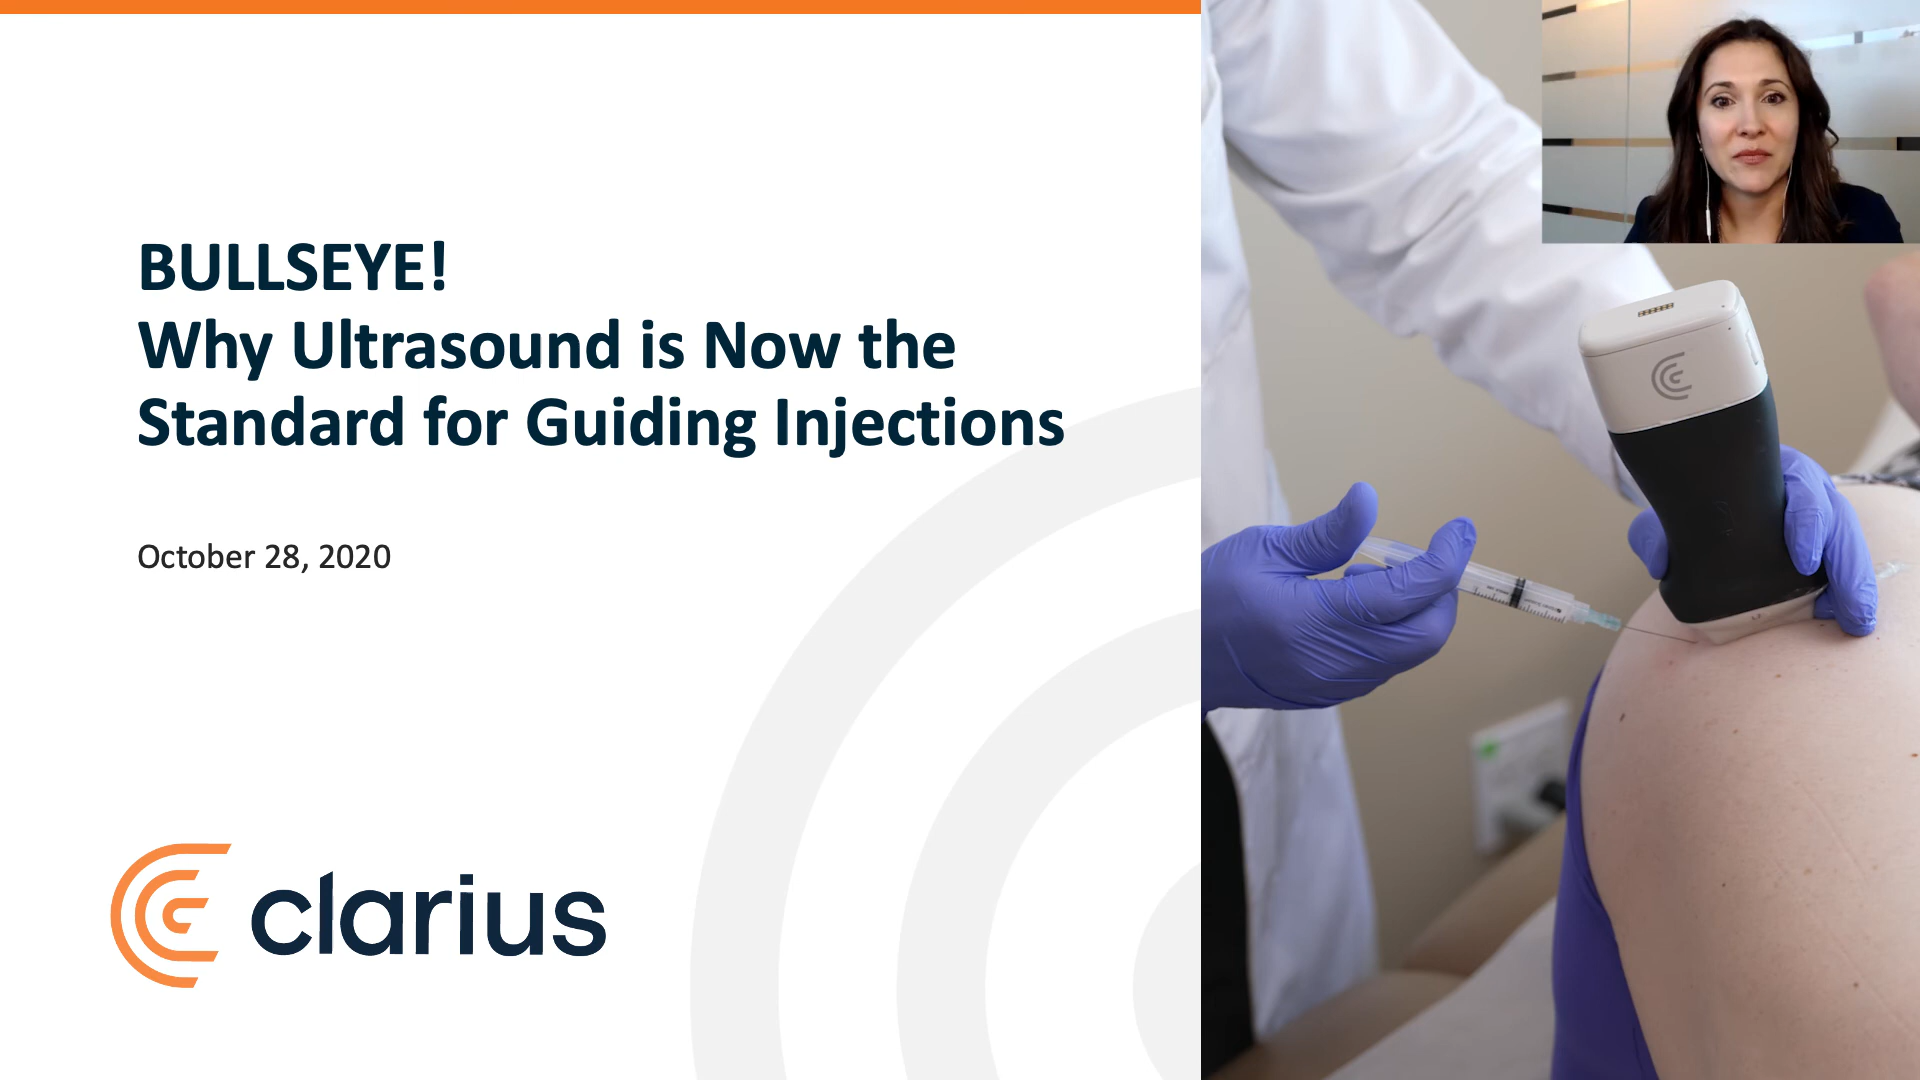 BULLSEYE!
Why Ultrasound is Now the
Standard for Guiding Injections
October 28, 2020
clarius